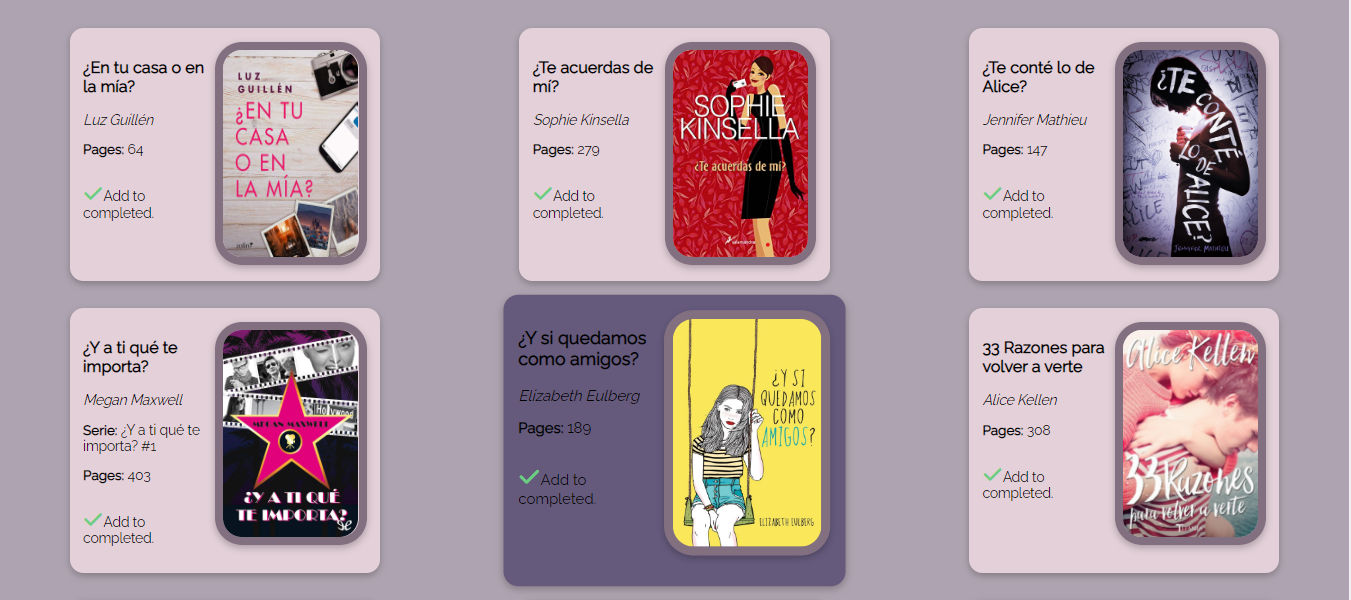 ¿En tu casa o en
la mía?
Luz Guillén
Pages: 64
Add to
completed.
LUZ
GUILLÉN
¿EN TU
CASA
O EN
LA MÍA?
¿Te acuerdas de
mí?
Sophie Kinsella
Pages: 279
Add to
completed.
SOPHIE
KINSELLA
¿Te acuerdas de mí?
salamandra
¿Te conté lo de
Alice?
Jennifer Mathieu
Pages: 147
Add to
completed.
¿TE
CONTÉ
LO DE
ALICE?
JENNIFER MATHIEU
¿Y a ti qué te
importa?
Megan Maxwell
Serie: ¿Y a ti qué te
importa? #1
Pages: 403
Add to
completed.
MEGAN MAXWELL
¿Y A TI QUÉ
TE IMPORTA?
¿Y si quedamos
como amigos?
Elizabeth Eulberg
Pages: 189
Add to
completed.
¿Y SI
QUEDAMOS
COMO
AMIGOS?
ELIZABETH EULBERG
33 Razones para
volver a verte
Alice Kellen
Pages: 308
Add to
completed.
Alice Kellen
33 Razones
para volver a verte